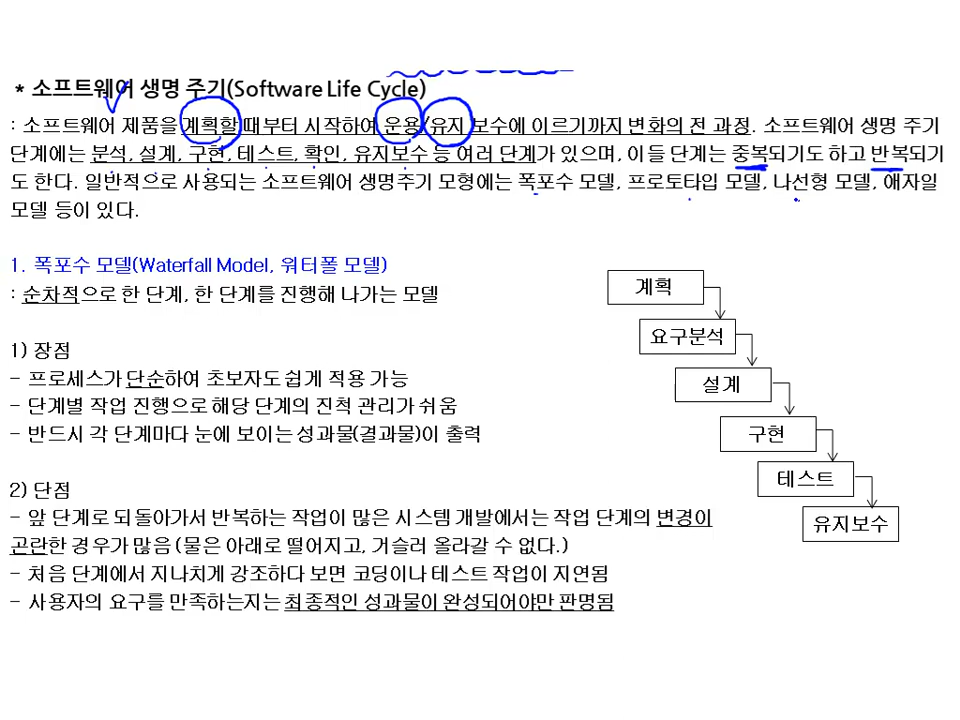 * 소프트웨어 생명 주기(Software Life Cycle)
: 소프트웨어 제품을 계획할 때부터 시작하여 운용/유지 보수에 이르기까지 변화의 전 과정. 소프트웨어 생명 주기
단계에는 분석, 설계, 구현, 테스트, 확인, 유지보수 등 여러 단계가 있으며, 이들 단계는 중복되기도 하고 반복되기
도 한다. 일반적으로 사용되는 소프트웨어 생명주기 모형에는 폭포수 모델, 프로토타입 모델, 나선형 모델, 애자일
모델 등이 있다.
1. 폭포수 모델(Waterfall Model, 워터폴 모델)
: 순차적으로 한 단계, 한 단계를 진행해 나가는 모델
1) 장점
- 프로세스가 단순하여 초보자도 쉽게 적용 가능
- 단계별 작업 진행으로 해당 단계의 진척 관리가 쉬움
- 반드시 각 단계마다 눈에 보이는 성과물(결과물)이 출력
2) 단점
- 앞 단계로 되돌아가서 반복하는 작업이 많은 시스템 개발에서는 작업 단계의 변경이
곤란한 경우가 많음 (물은 아래로 떨어지고, 거슬러 올라갈 수 없다.)
- 처음 단계에서 지나치게 강조하다 보면 코딩이나 테스트 작업이 지연됨
- 사용자의 요구를 만족하는지는 최종적인 성과물이 완성되어야만 판명됨
계획
요구분석
설계
구현
테스트
유지보수